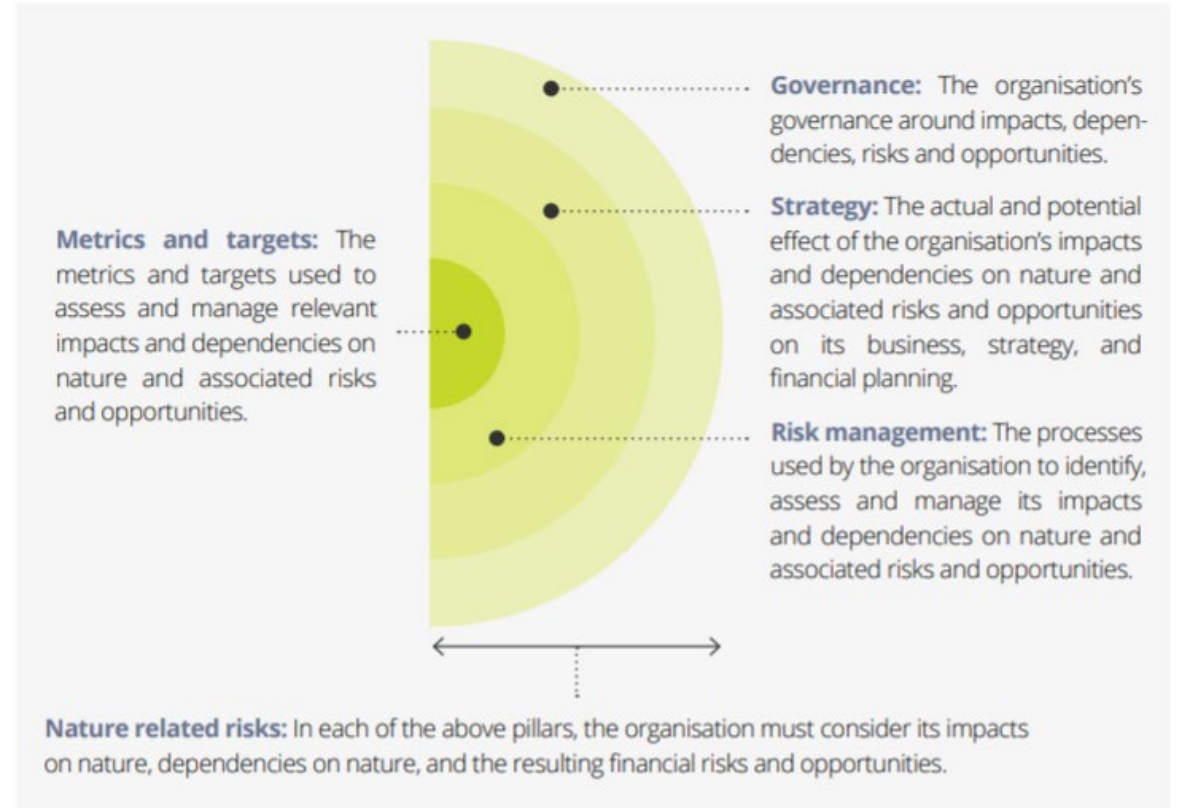 Governance: The organisation's
governance around impacts, depen-
dencies, risks and opportunities.
Strategy: The actual and potential
effect of the organisation's impacts
and dependencies on nature and
associated risks and opportunities
on its business, strategy, and
financial planning.
Metrics and targets: The
metrics and targets used to
assess and manage relevant
impacts and dependencies on
nature and associated risks
and opportunities.
Risk management: The processes
used by the organisation to identify,
assess and manage its impacts
and dependencies on nature and
associated risks and opportunities.
Nature related risks: In each of the above pillars, the organisation must consider its impacts
on nature, dependencies on nature, and the resulting financial risks and opportunities.